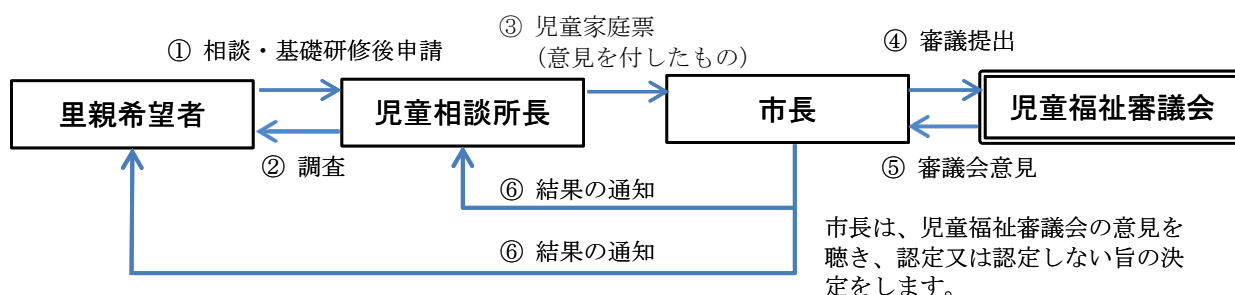 ① 相談・基礎研修後申請
③ 児童家庭票
(意見を付したもの)
④ 審議提出
里親希望者
児童相談所長
市長
児童福祉審議会
② 調査
⑤ 審議会意見
⑥ 結果の通知
⑥ 結果の通知
市長は、児童福祉審議会の意見を
聴き、認定又は認定しない旨の決
定をします。